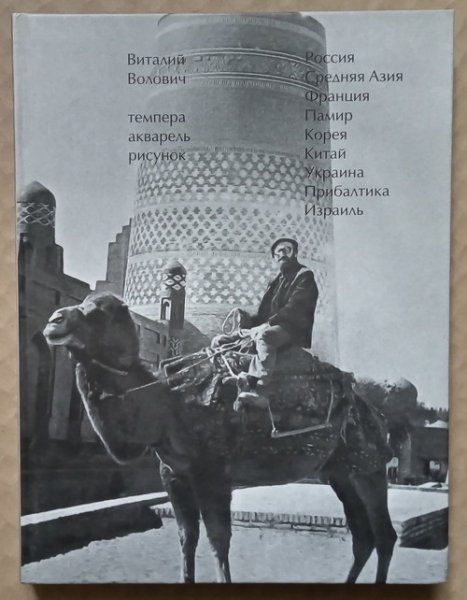 Виталий
Волович
темпера
акварель
рисунок
Россия
Средняя Азия
Франция
Памир
Корея
Китай
Украина
Прибалтика
Израиль